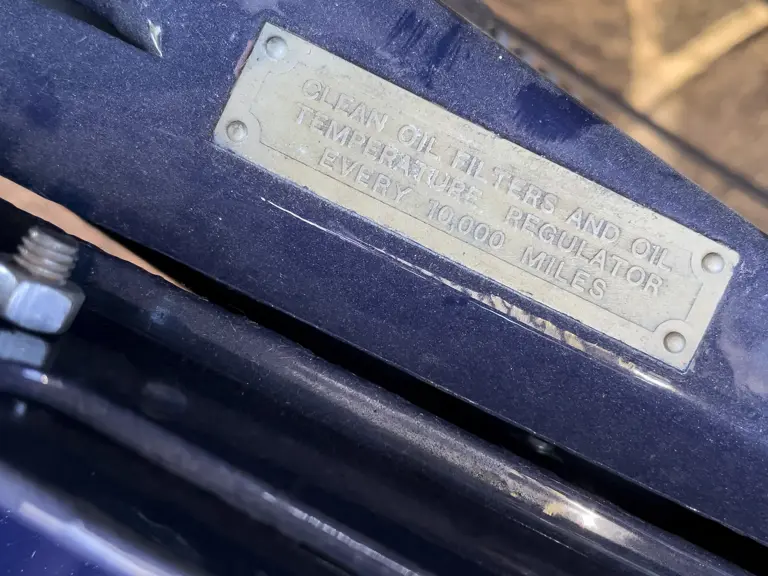 CLEAN OIL FILTERS AND OIL
TEMPERATURE REGULATOR
EVERY 10,000 MILES